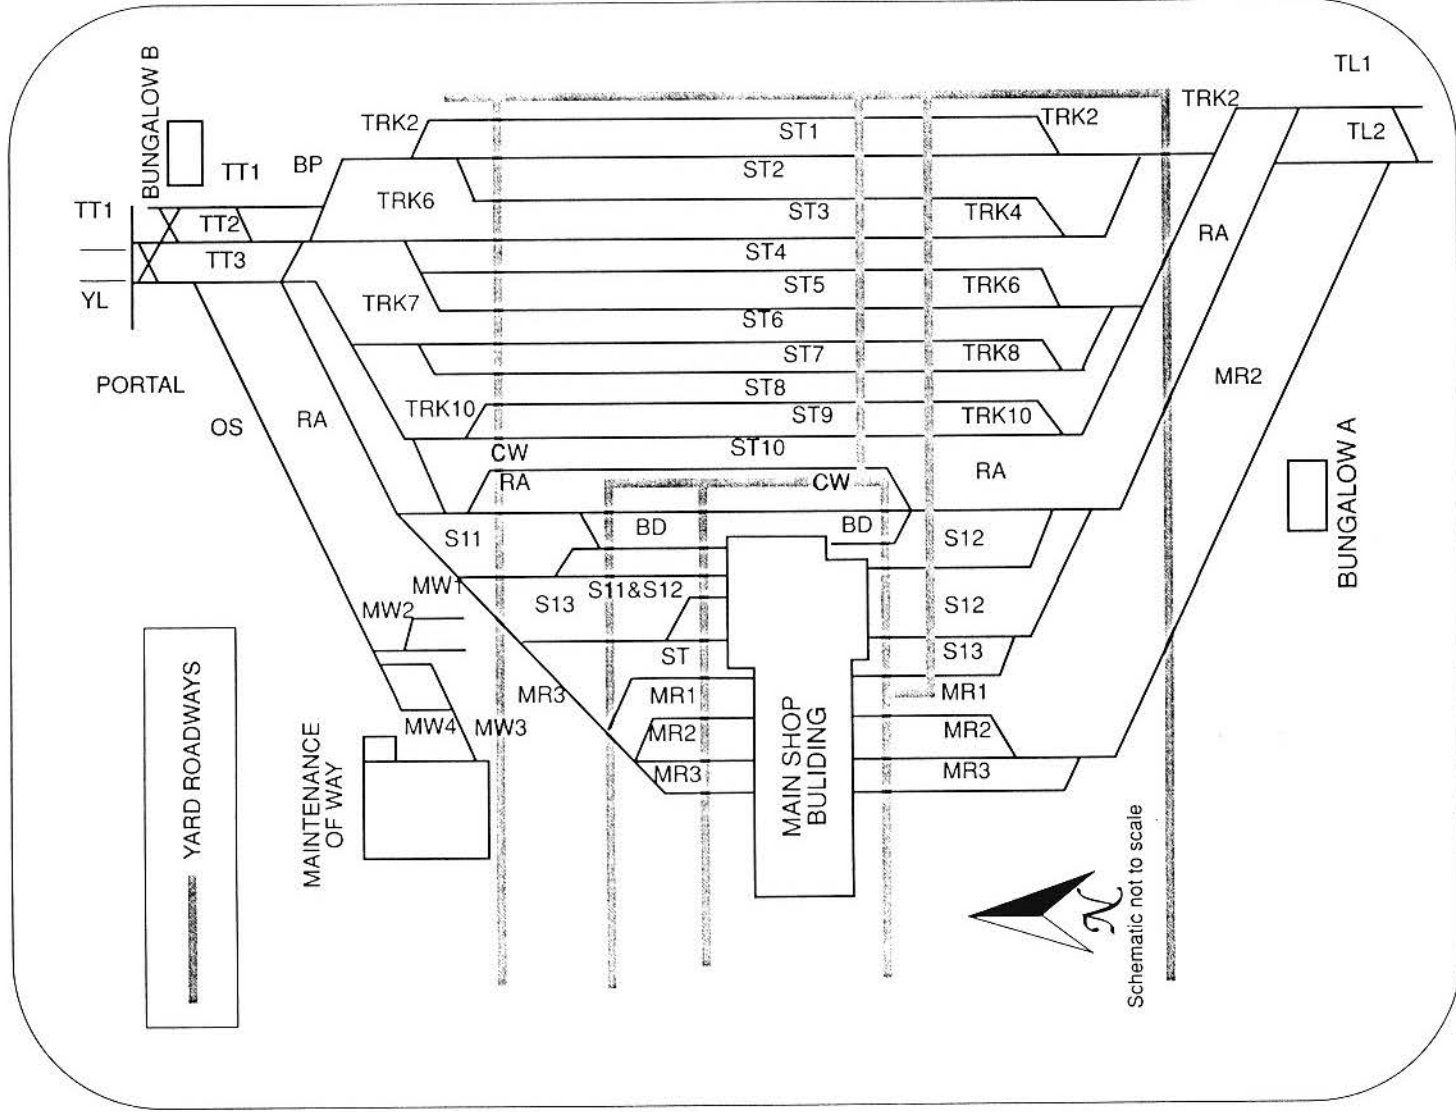 TL1
BUNGALOW B
TRK2
TRK2
TRK2
ST1
TL2
TT1
BP
ST2
TT1
TT2
TRK6
ST3
TRK4
RA
TT3
ST4
YL
TRK7
ST5
TRK6
ST6
ST7
TRK8
PORTAL
ST8
MR2
OS
RA
TRK10
ST9
TRK10
CW
ST10
RA
RA
CW
BUNGALOW A
S11
BD
BD
S12
MW1
S11&S12
MW2
S13
S12
ST
S13
MR3
MR1
MR1
MW4
MW3
MR2
MR2
MR3
MR3
YARD ROADWAYS
MAINTENANCE
OF WAY
MAIN SHOP
BULIDING
N
Schematic not to scale